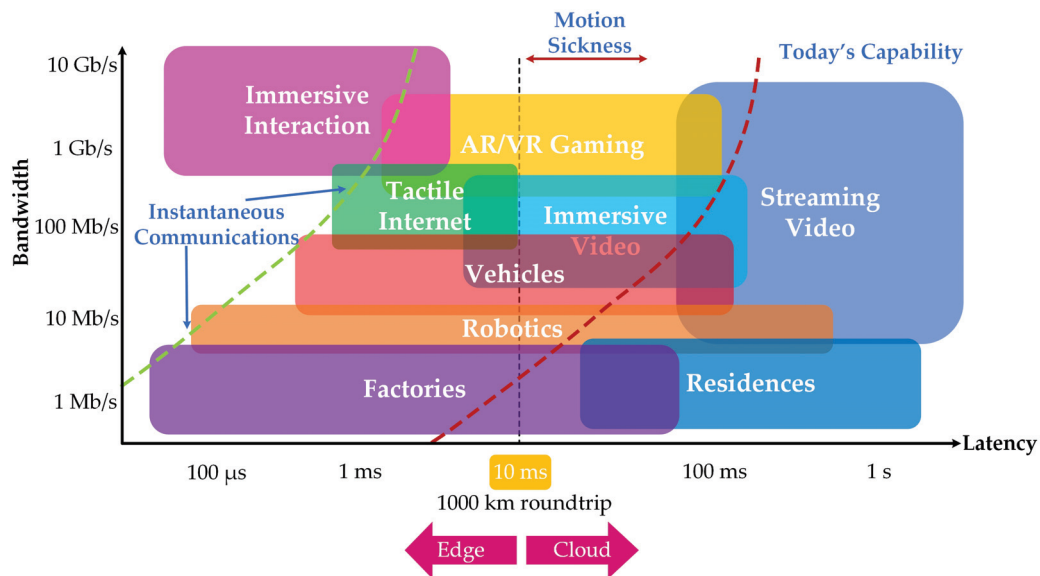 Motion
Sickness
Today's Capability
10 Gb/s
Immersive
Interaction
1 Gb/s
AR/VR Gaming
Tactile
Internet
Streaming
Video
Instantaneous
Communications
100 Mb/s
Immersive
Video
Bandwidth
Vehicles
10 Mb/s
Robotics
Factories
Residences
1 Mb/s
Latency
100 μs
1 ms
10 ms
100 ms
1 s
1000 km roundtrip
Edge
Cloud